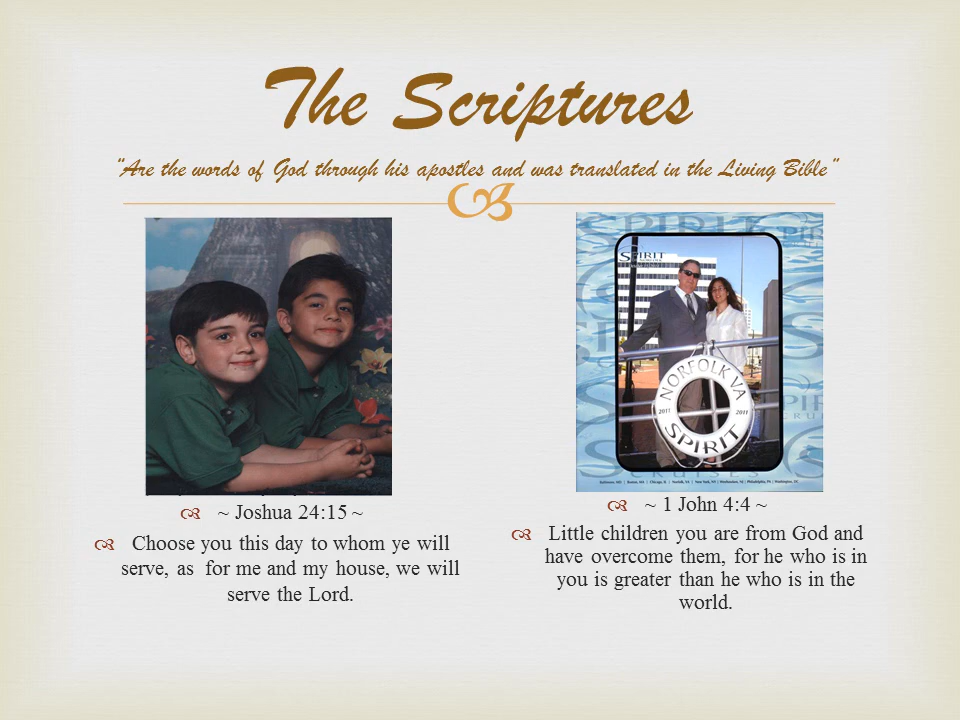 The Scriptures
"Are the words of God through his apostles and was translated in the Living Bible"
~ Joshua 24:15 ~
Choose you this day to whom ye will
serve, as for me and my house, we will
serve the Lord.
SPIRIT
NORFOLK VA
2011 2011
SPIRIT
CRUISES
~ 1 John 4:4 ~
Little children you are from God and
have overcome them, for he who is in
you is greater than he who is in the
world.